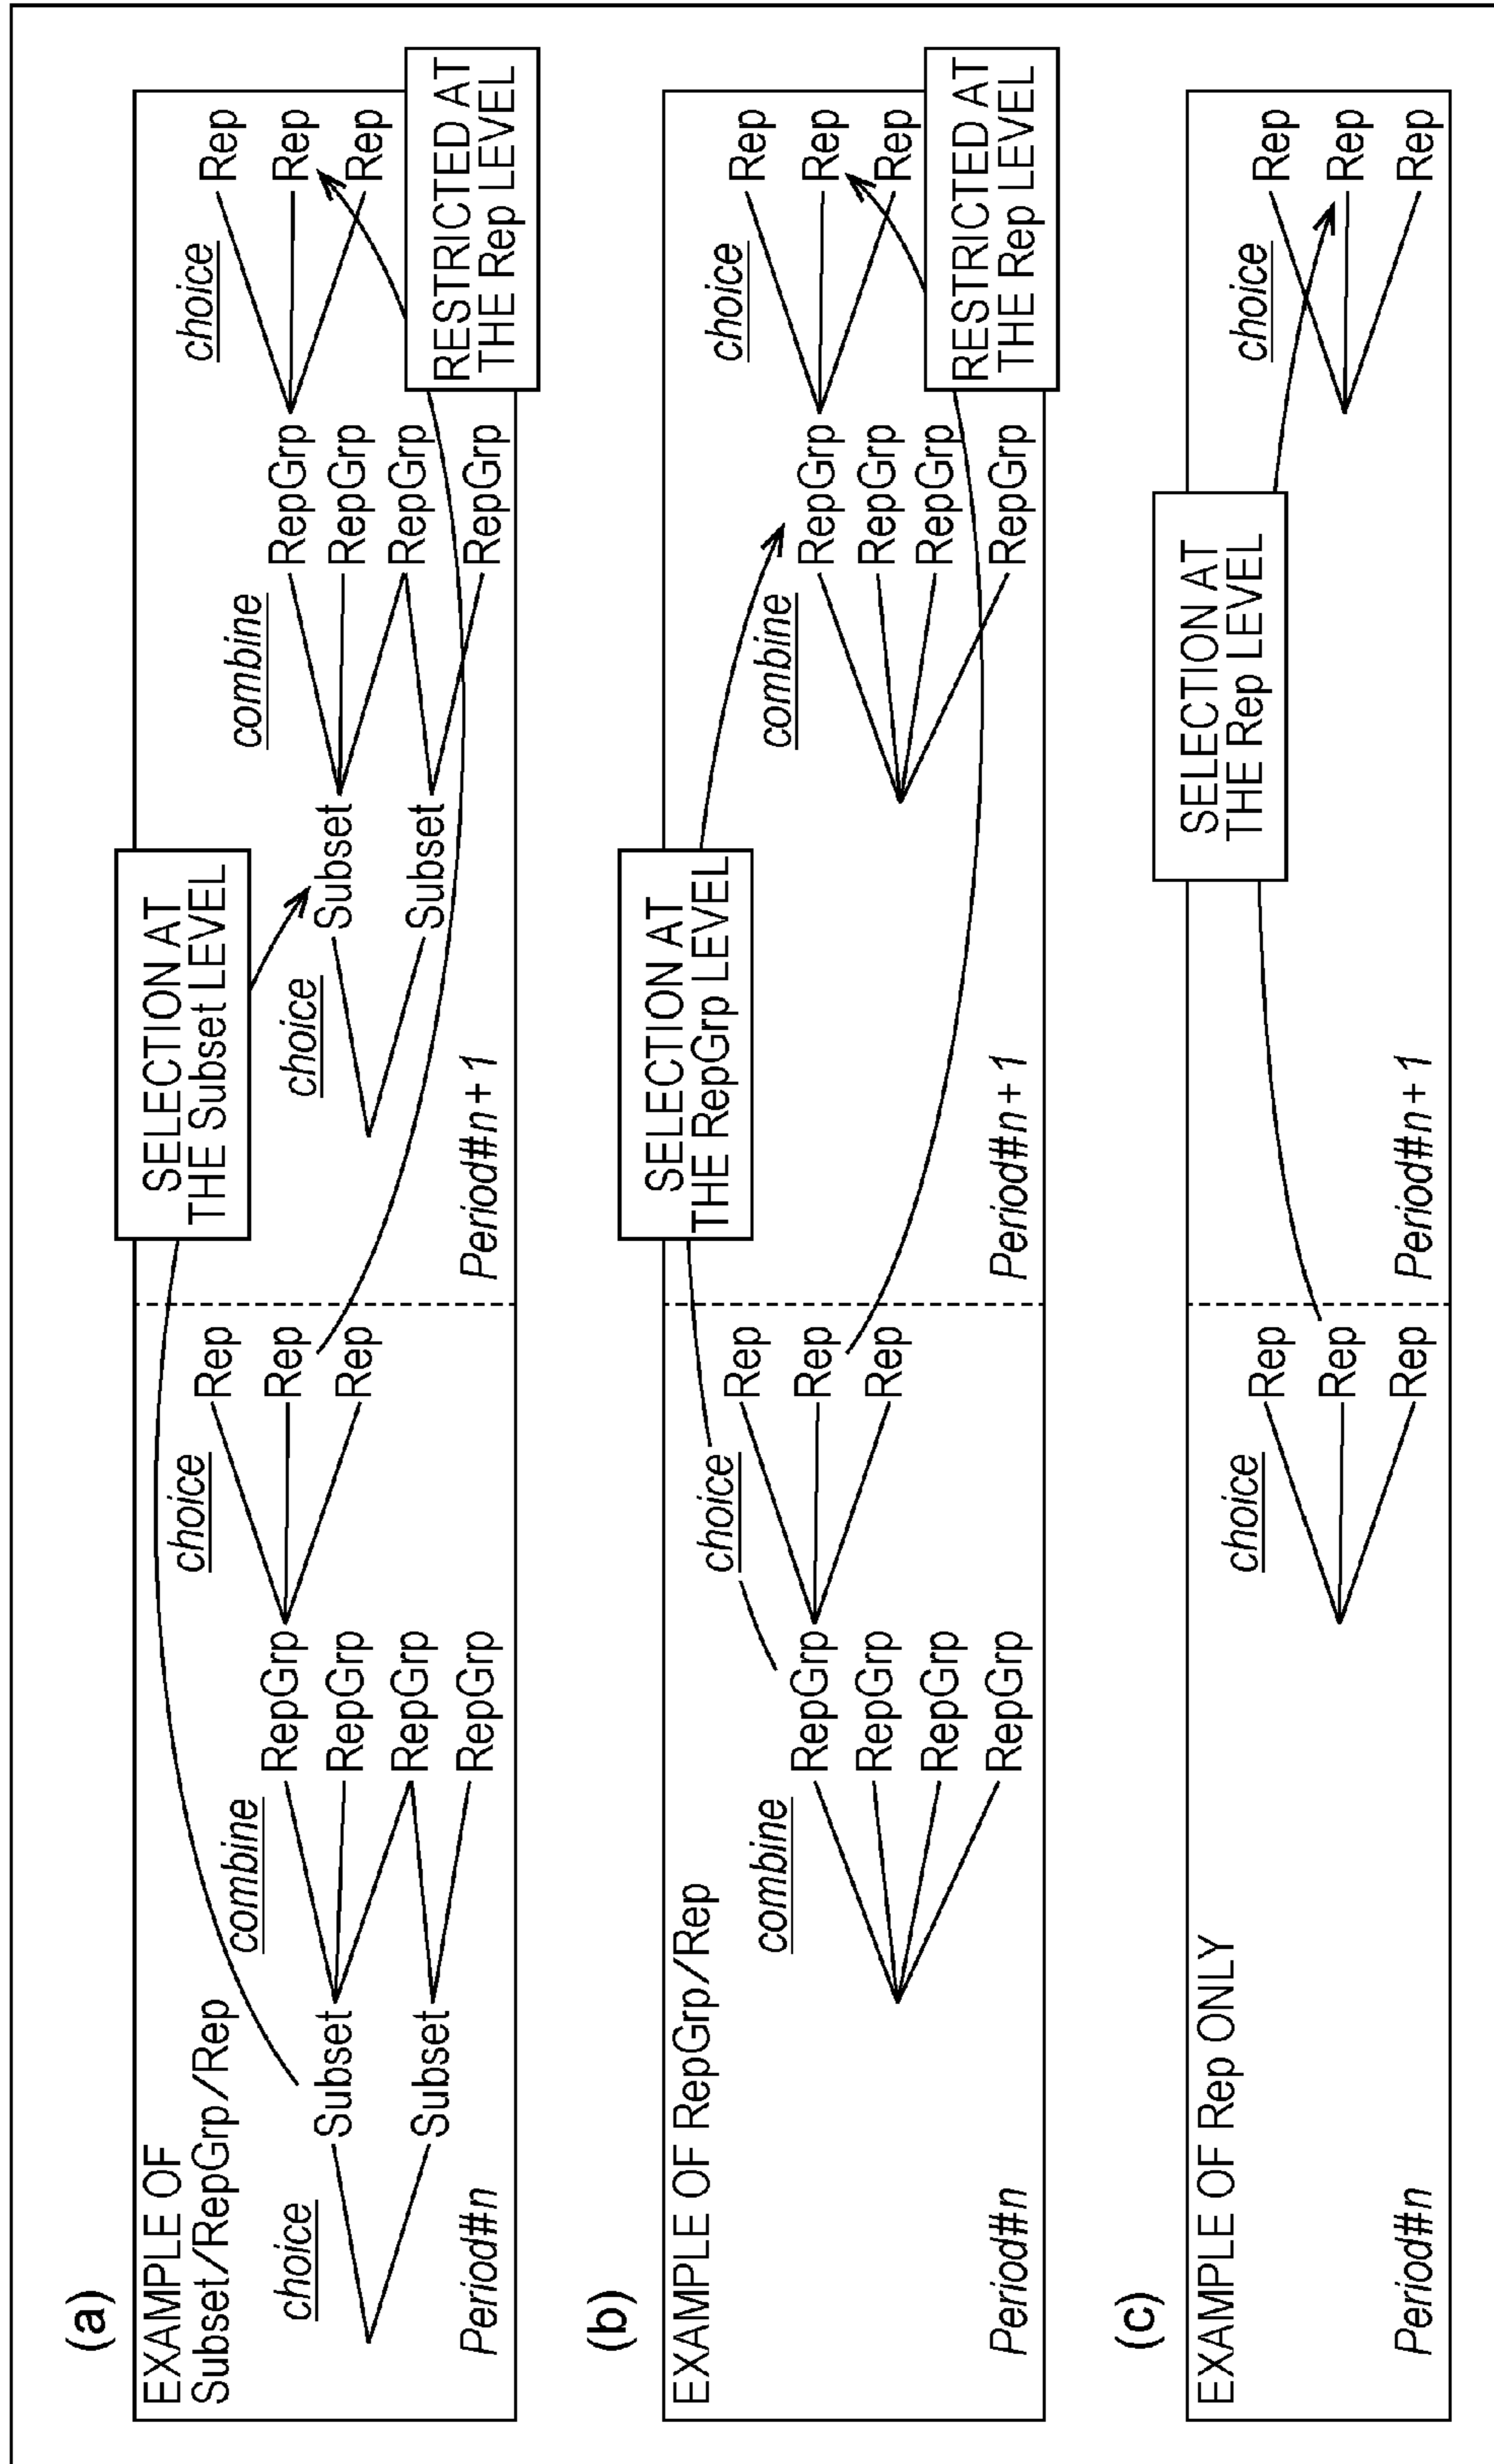 (a)
EXAMPLE OF
Subset/RepGrp/Rep
choice
Subset
Subset
combine
RepGrp
RepGrp
RepGrp
RepGrp
choice
Rep
Rep
Rep
Period#n
SELECTION AT
THE Subset LEVEL
choice
Subset
Subset
combine
RepGrp
RepGrp
RepGrp
RepGrp
choice
Rep
Rep
Rep
RESTRICTED AT
THE Rep LEVEL
Period#n+1
(b)
EXAMPLE OF RepGrp/Rep
combine
RepGrp
RepGrp
RepGrp
RepGrp
choice
Rep
Rep
Rep
Period#n
SELECTION AT
THE RepGrp LEVEL
combine
RepGrp
RepGrp
RepGrp
RepGrp
choice
Rep
Rep
Rep
RESTRICTED AT
THE Rep LEVEL
Period#n+1
(c)
EXAMPLE OF Rep ONLY
choice
Rep
Rep
Rep
Period#n
SELECTION AT
THE Rep LEVEL
choice
Rep
Rep
Rep
Period#n+1